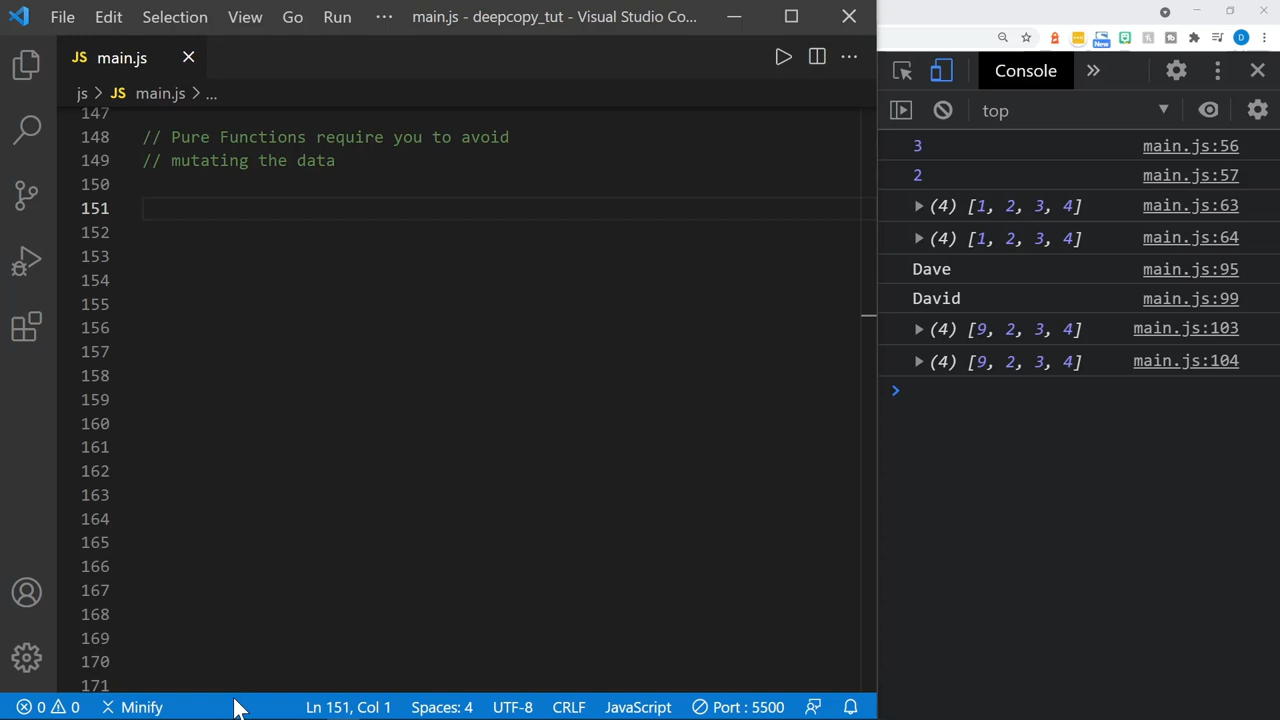 File Edit Selection View Go Run ··· main.js - deepcopy_tut - Visual Studio Co...
JS main.js
js > JS main.js > ...
147
148 // Pure Functions require you to avoid
149 // mutating the data
150
151
152
153
154
155
156
157
158
159
160
161
162
163
164
165
166
167
168
169
170
171
0 0 Minify Ln 151, Col 1 Spaces: 4 UTF-8 CRLF JavaScript Port : 5500
New D
Console
top
3 main.js:56
2 main.js:57
(4) [1, 2, 3, 4] main.js:63
(4) [1, 2, 3, 4] main.js:64
Dave main.js:95
David main.js:99
(4) [9, 2, 3, 4] main.js:103
(4) [9, 2, 3, 4] main.js:104